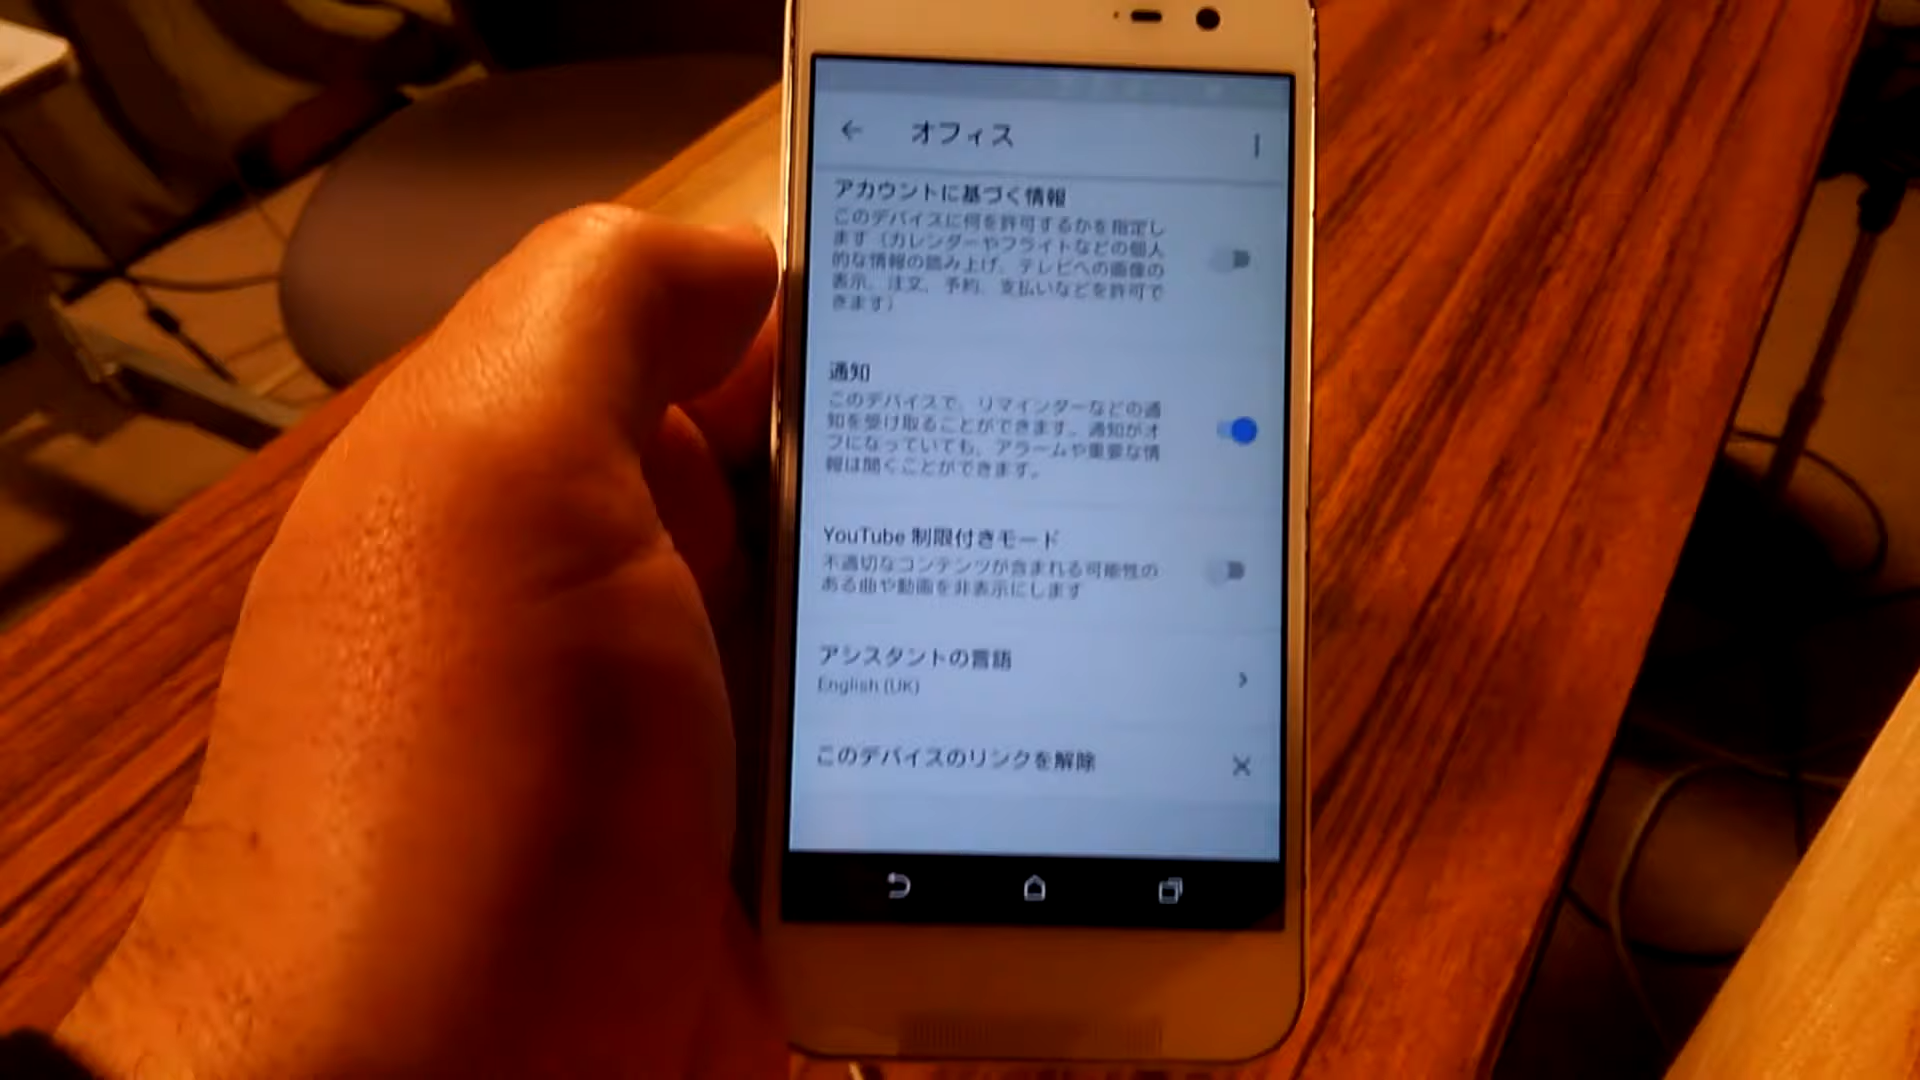 オフィス
アカウントに基づく情報
このデバイスに何を許可するかを指定し
ます（カレンダーやフライトなどの個人
的な情報の読み上げ、テレビへの画像の
表示、注文、予約、支払いなどを許可で
きます）
通知
このデバイスで、リマインダーなどの通
知を受け取ることができます。通知がオ
フになっていても、アラームや重要な情
報は聞くことができます。
YouTube 制限付きモード
不適切なコンテンツが含まれる可能性の
ある曲や動画を非表示にします
アシスタントの言語
English (UK)
このデバイスのリンクを解除